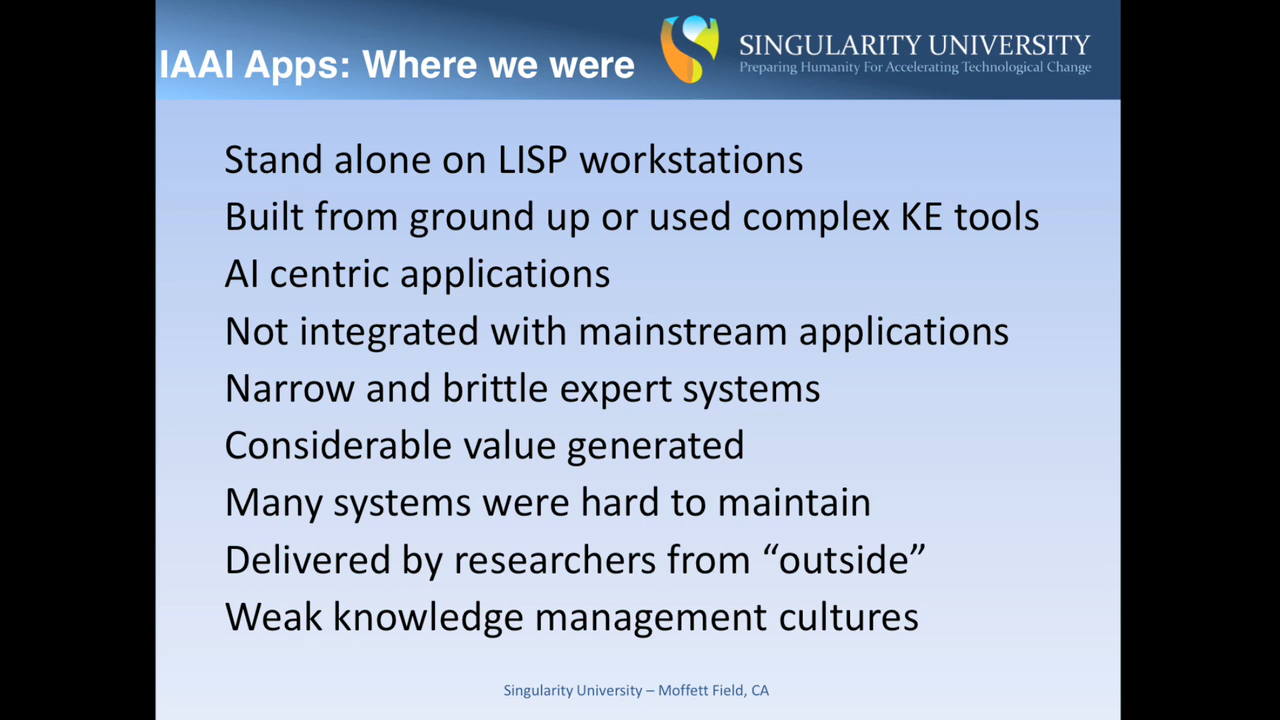 IAAI Apps: Where we were
SINGULARITY UNIVERSITY
Preparing Humanity For Accelerating Technological Change
Stand alone on LISP workstations
Built from ground up or used complex KE tools
AI centric applications
Not integrated with mainstream applications
Narrow and brittle expert systems
Considerable value generated
Many systems were hard to maintain
Delivered by researchers from “outside”
Weak knowledge management cultures
Singularity University – Moffett Field, CA